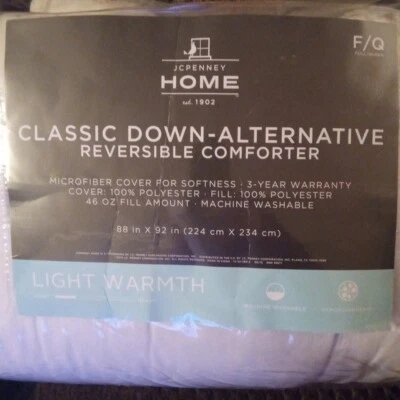 JCPENNEY
HOME
est. 1902
F/Q
CLASSIC DOWN-ALTERNATIVE
REVERSIBLE COMFORTER
MICROFIBER COVER FOR SOFTNESS · 3-YEAR WARRANTY
COVER: 100% POLYESTER · FILL: 100% POLYESTER
46 OZ FILL AMOUNT · MACHINE WASHABLE
88 in X 92 in (224 cm X 234 cm)
LIGHT WARMTH
MACHINE WASHABLE